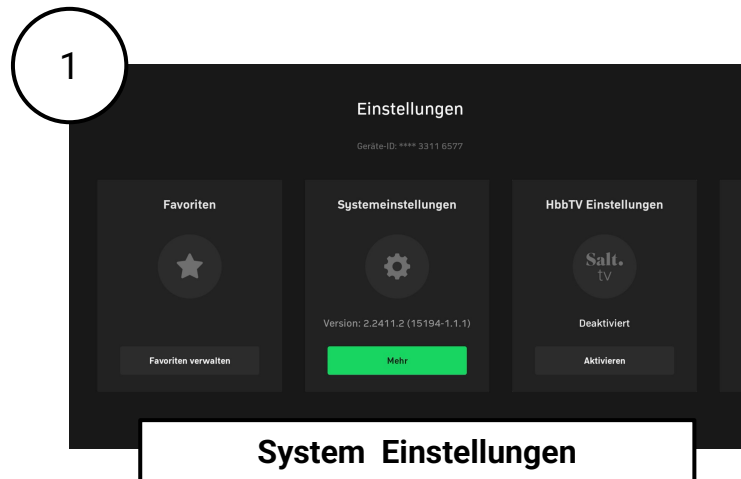 1
Einstellungen
Geräte-ID: **** 3311 6577
Favoriten
Systemeinstellungen
HbbTV Einstellungen
Salt.
tv
Version: 2.2411.2 (15194-1.1.1)
Deaktiviert
Favoriten verwalten
Mehr
Aktivieren
System Einstellungen